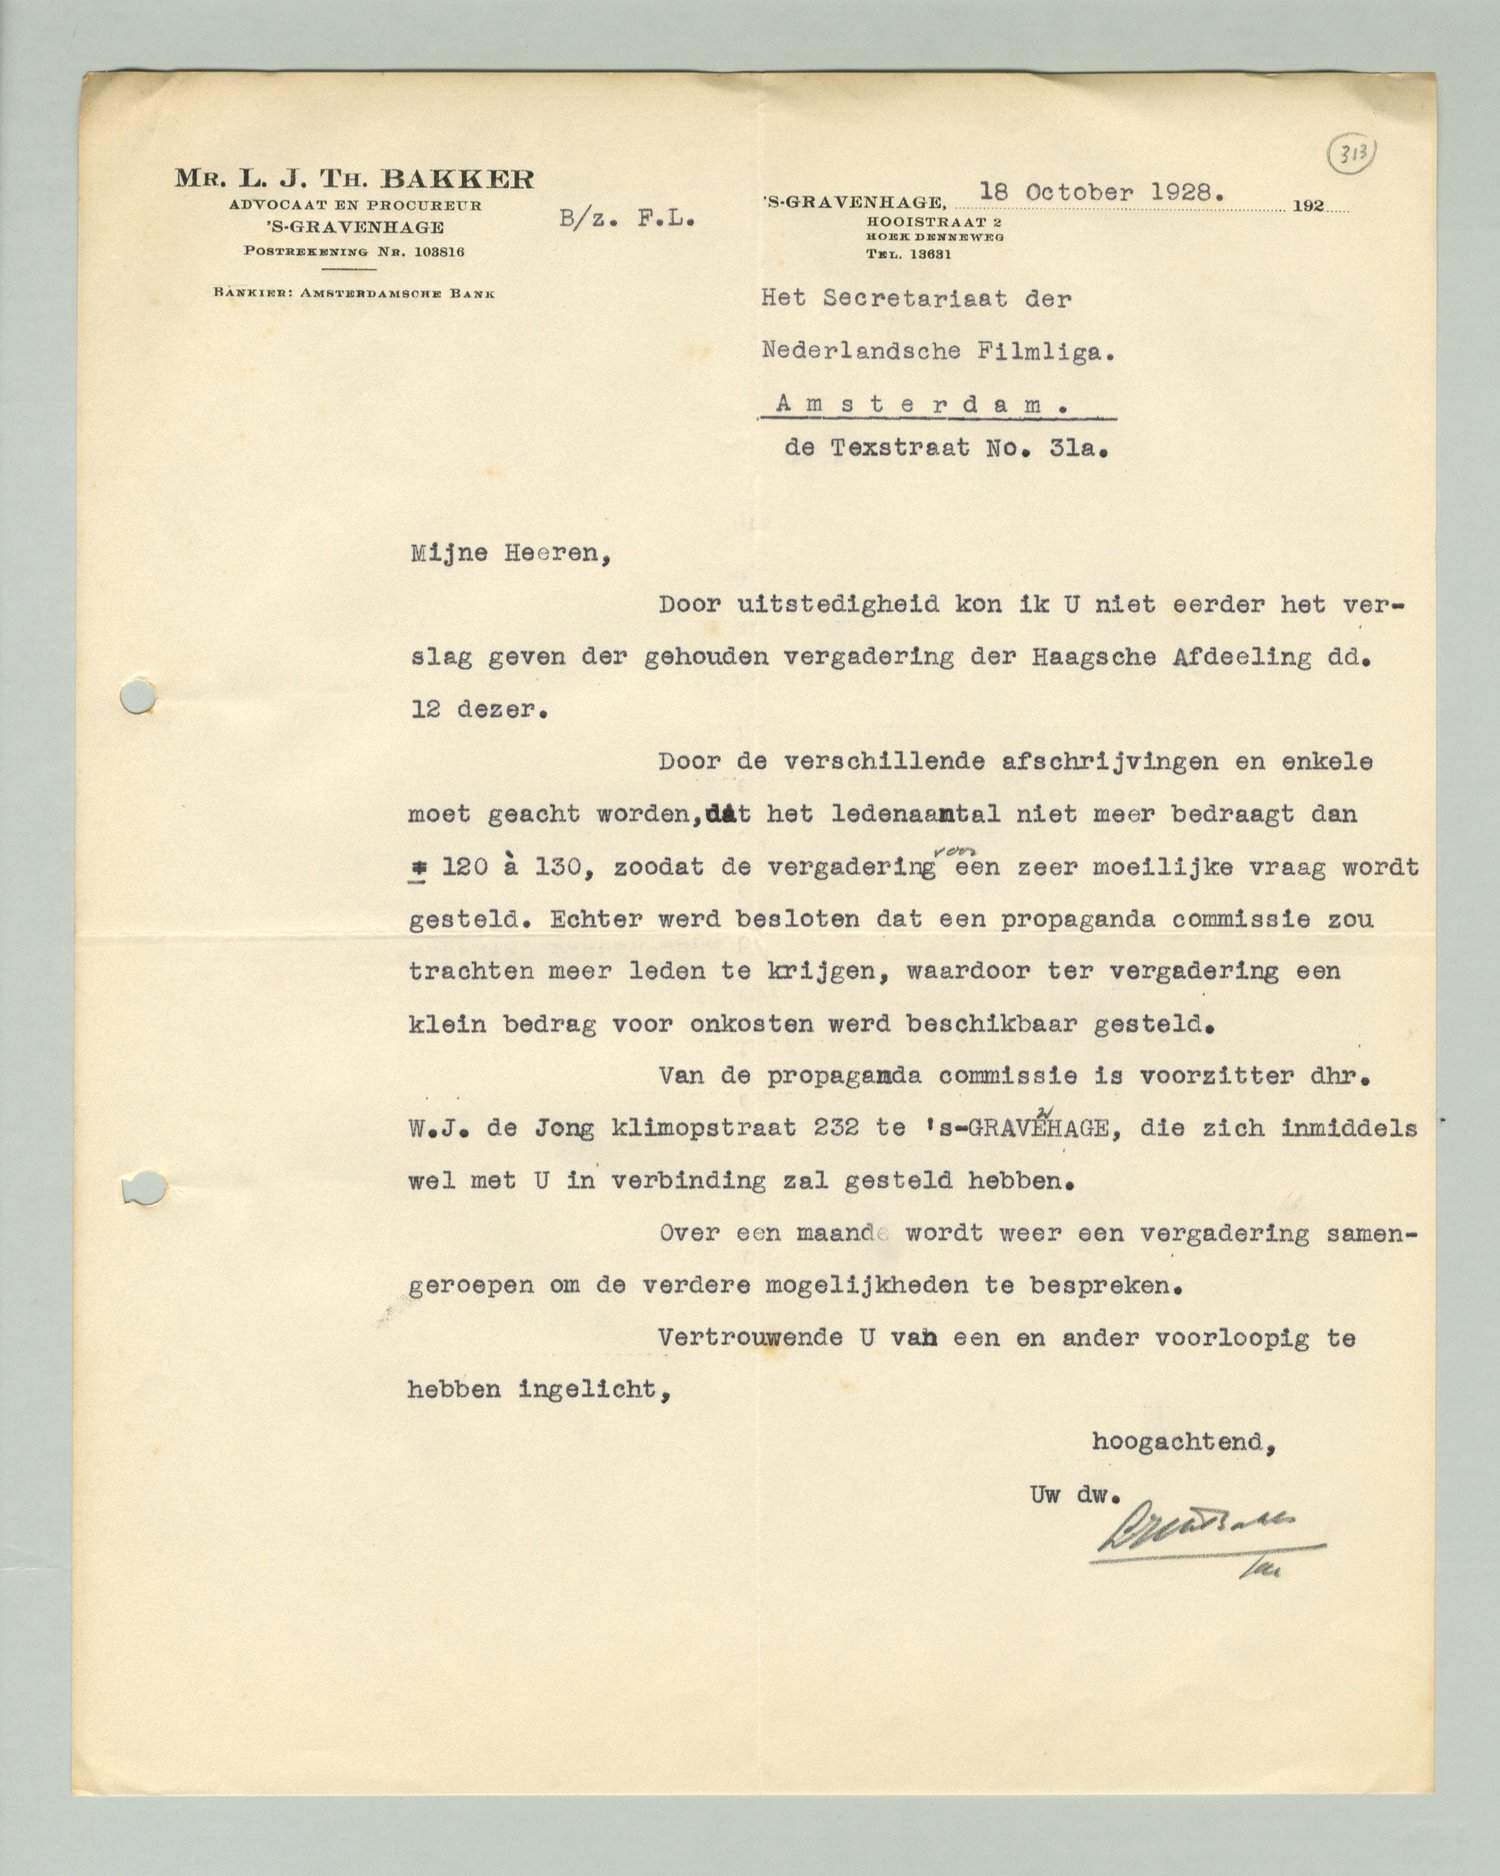 313
MR. L. J. TH. BAKKER
ADVOCAAT EN PROCUREUR
'S-GRAVENHAGE
POSTREKENING NR. 103816
BANKIER: AMSTERDAMSCHE BANK
B/z. F.L.
'S-GRAVENHAGE, 18 October 1928. 192
HOOISTRAAT 2
HOEK DENNEWEG
TEL. 13631
Het Secretariaat der
Nederlandsche Filmliga.
A m s t e r d a m .
de Texstraat No. 31a.
Mijne Heeren,
Door uitstedigheid kon ik U niet eerder het ver-
slag geven der gehouden vergadering der Haagsche Afdeeling dd.
12 dezer.
Door de verschillende afschrijvingen en enkele
moet geacht worden,dat het ledenaantal niet meer bedraagt dan
± 120 à 130, zoodat de vergadering voor een zeer moeilijke vraag wordt
gesteld. Echter werd besloten dat een propaganda commissie zou
trachten meer leden te krijgen, waardoor ter vergadering een
klein bedrag voor onkosten werd beschikbaar gesteld.
Van de propaganda commissie is voorzitter dhr.
W.J. de Jong klimopstraat 232 te 's-GRAVENHAGE, die zich inmiddels
wel met U in verbinding zal gesteld hebben.
Over een maand wordt weer een vergadering samen-
geroepen om de verdere mogelijkheden te bespreken.
Vertrouwende U van een en ander voorloopig te
hebben ingelicht,
hoogachtend,
Uw dw.